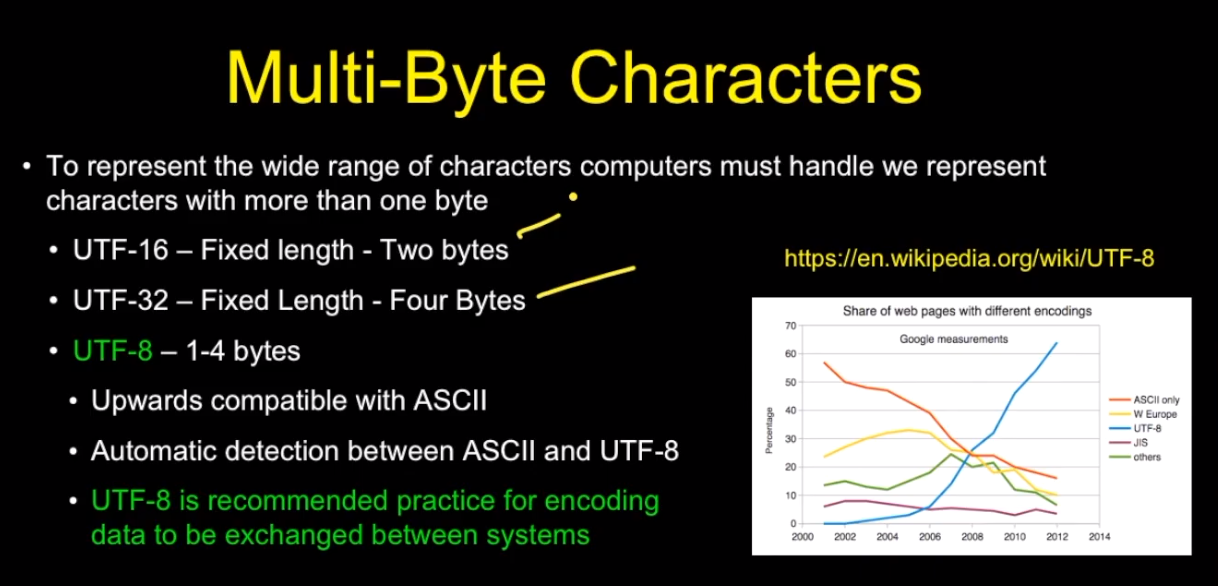 Multi-Byte Characters
• To represent the wide range of characters computers must handle we represent
characters with more than one byte
• UTF-16 – Fixed length - Two bytes
• UTF-32 – Fixed Length - Four Bytes
• UTF-8 – 1-4 bytes
• Upwards compatible with ASCII
• Automatic detection between ASCII and UTF-8
• UTF-8 is recommended practice for encoding
data to be exchanged between systems
https://en.wikipedia.org/wiki/UTF-8
Share of web pages with different encodings
Google measurements
Percentage
70
60
50
40
30
20
10
0
2000 2002 2004 2006 2008 2010 2012 2014
ASCII only
W Europe
UTF-8
JIS
others